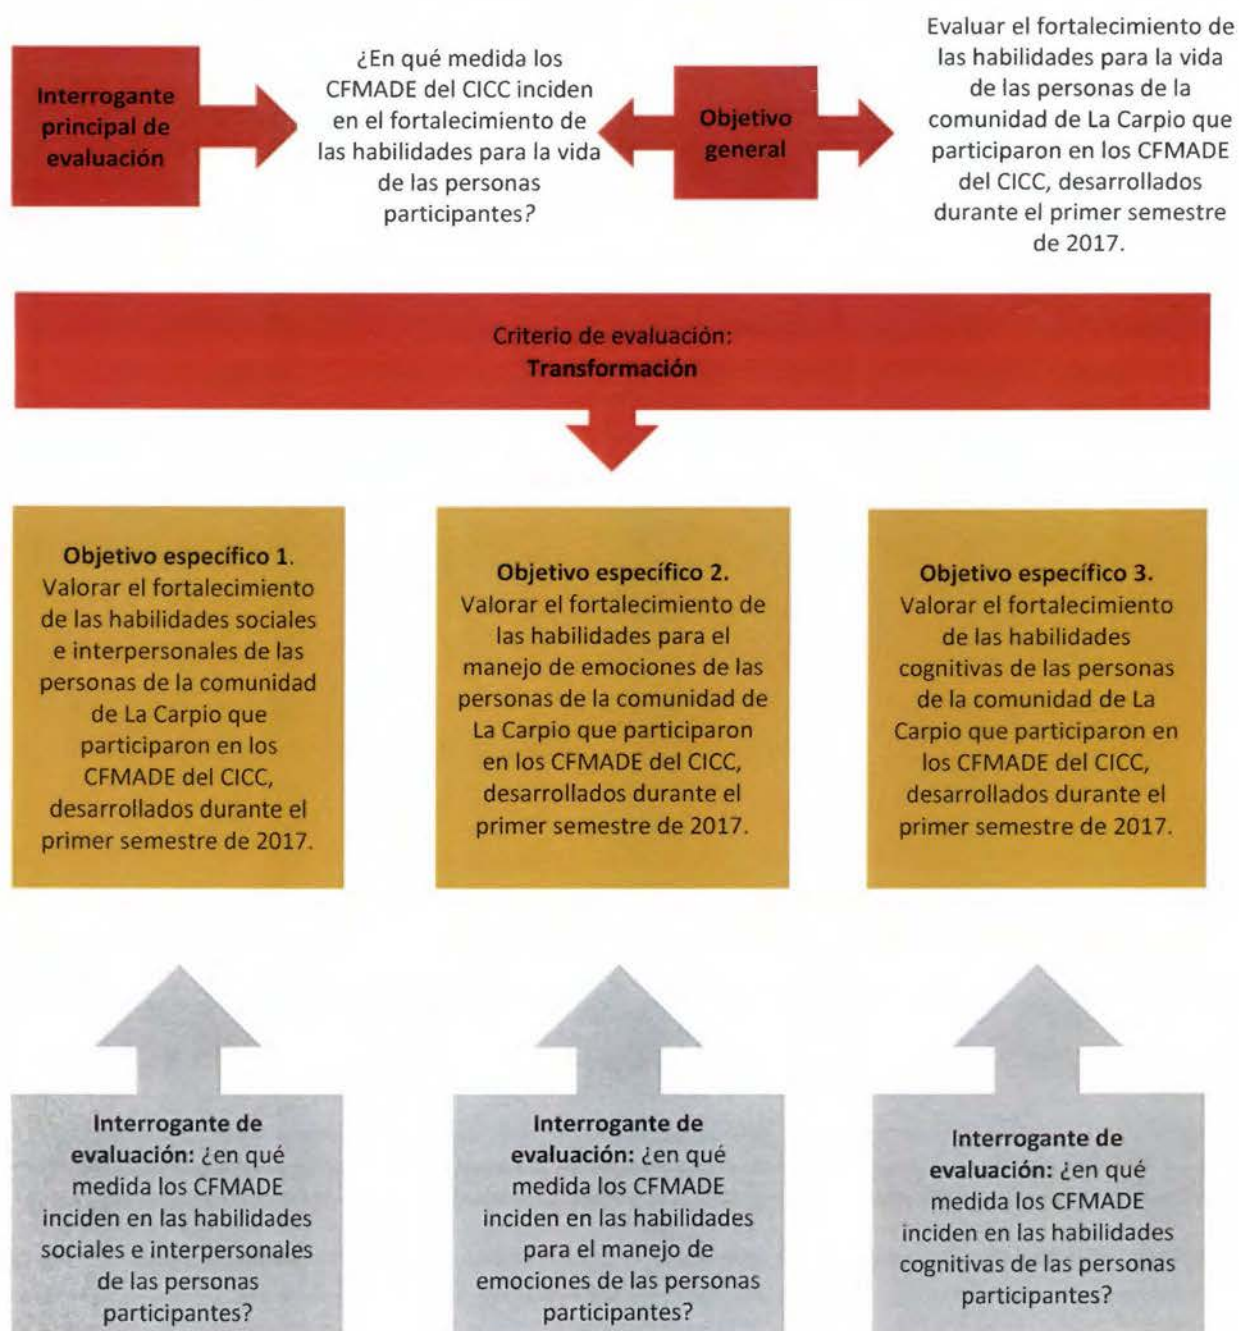 Interrogante
principal de
evaluación
¿En qué medida los
CFMADE del CICC inciden
en el fortalecimiento de
las habilidades para la vida
de las personas
participantes?
Objetivo
general
Evaluar el fortalecimiento de
las habilidades para la vida
de las personas de la
comunidad de La Carpio que
participaron en los CFMADE
del CICC, desarrollados
durante el primer semestre
de 2017.
Criterio de evaluación:
Transformación
Objetivo específico 1.
Valorar el fortalecimiento
de las habilidades sociales
e interpersonales de las
personas de la comunidad
de La Carpio que
participaron en los
CFMADE del CICC,
desarrollados durante el
primer semestre de 2017.
Objetivo específico 2.
Valorar el fortalecimiento de
las habilidades para el
manejo de emociones de las
personas de la comunidad de
La Carpio que participaron
en los CFMADE del CICC,
desarrollados durante el
primer semestre de 2017.
Objetivo específico 3.
Valorar el fortalecimiento
de las habilidades
cognitivas de las personas
de la comunidad de La
Carpio que participaron en
los CFMADE del CICC,
desarrollados durante el
primer semestre de 2017.
Interrogante de
evaluación: ¿en qué
medida los CFMADE
inciden en las habilidades
sociales e interpersonales
de las personas
participantes?
Interrogante de
evaluación: ¿en qué
medida los CFMADE
inciden en las habilidades
para el manejo de
emociones de las personas
participantes?
Interrogante de
evaluación: ¿en qué
medida los CFMADE
inciden en las habilidades
cognitivas de las personas
participantes?